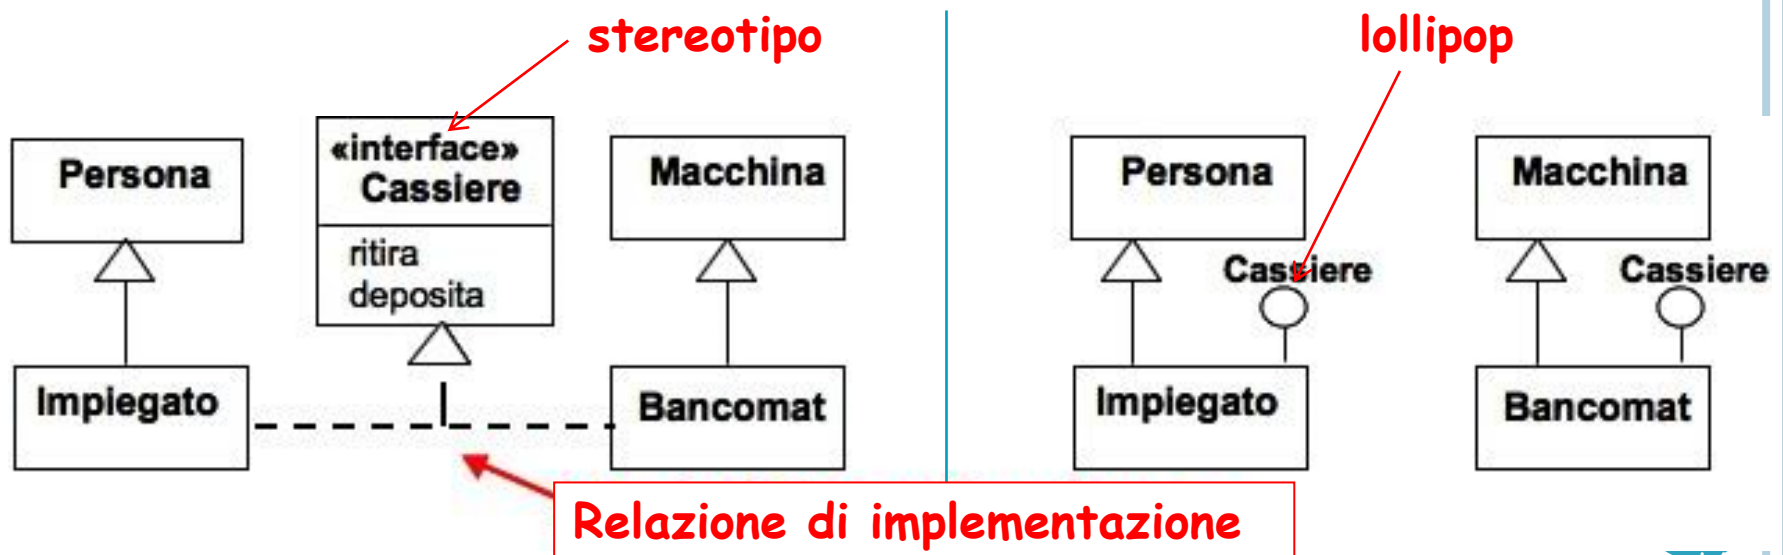 stereotipo
lollipop
Persona
«interface»
Cassiere
ritira
deposita
Macchina
Impiegato
Bancomat
Relazione di implementazione
Persona
Cassiere
Impiegato
Macchina
Cassiere
Bancomat